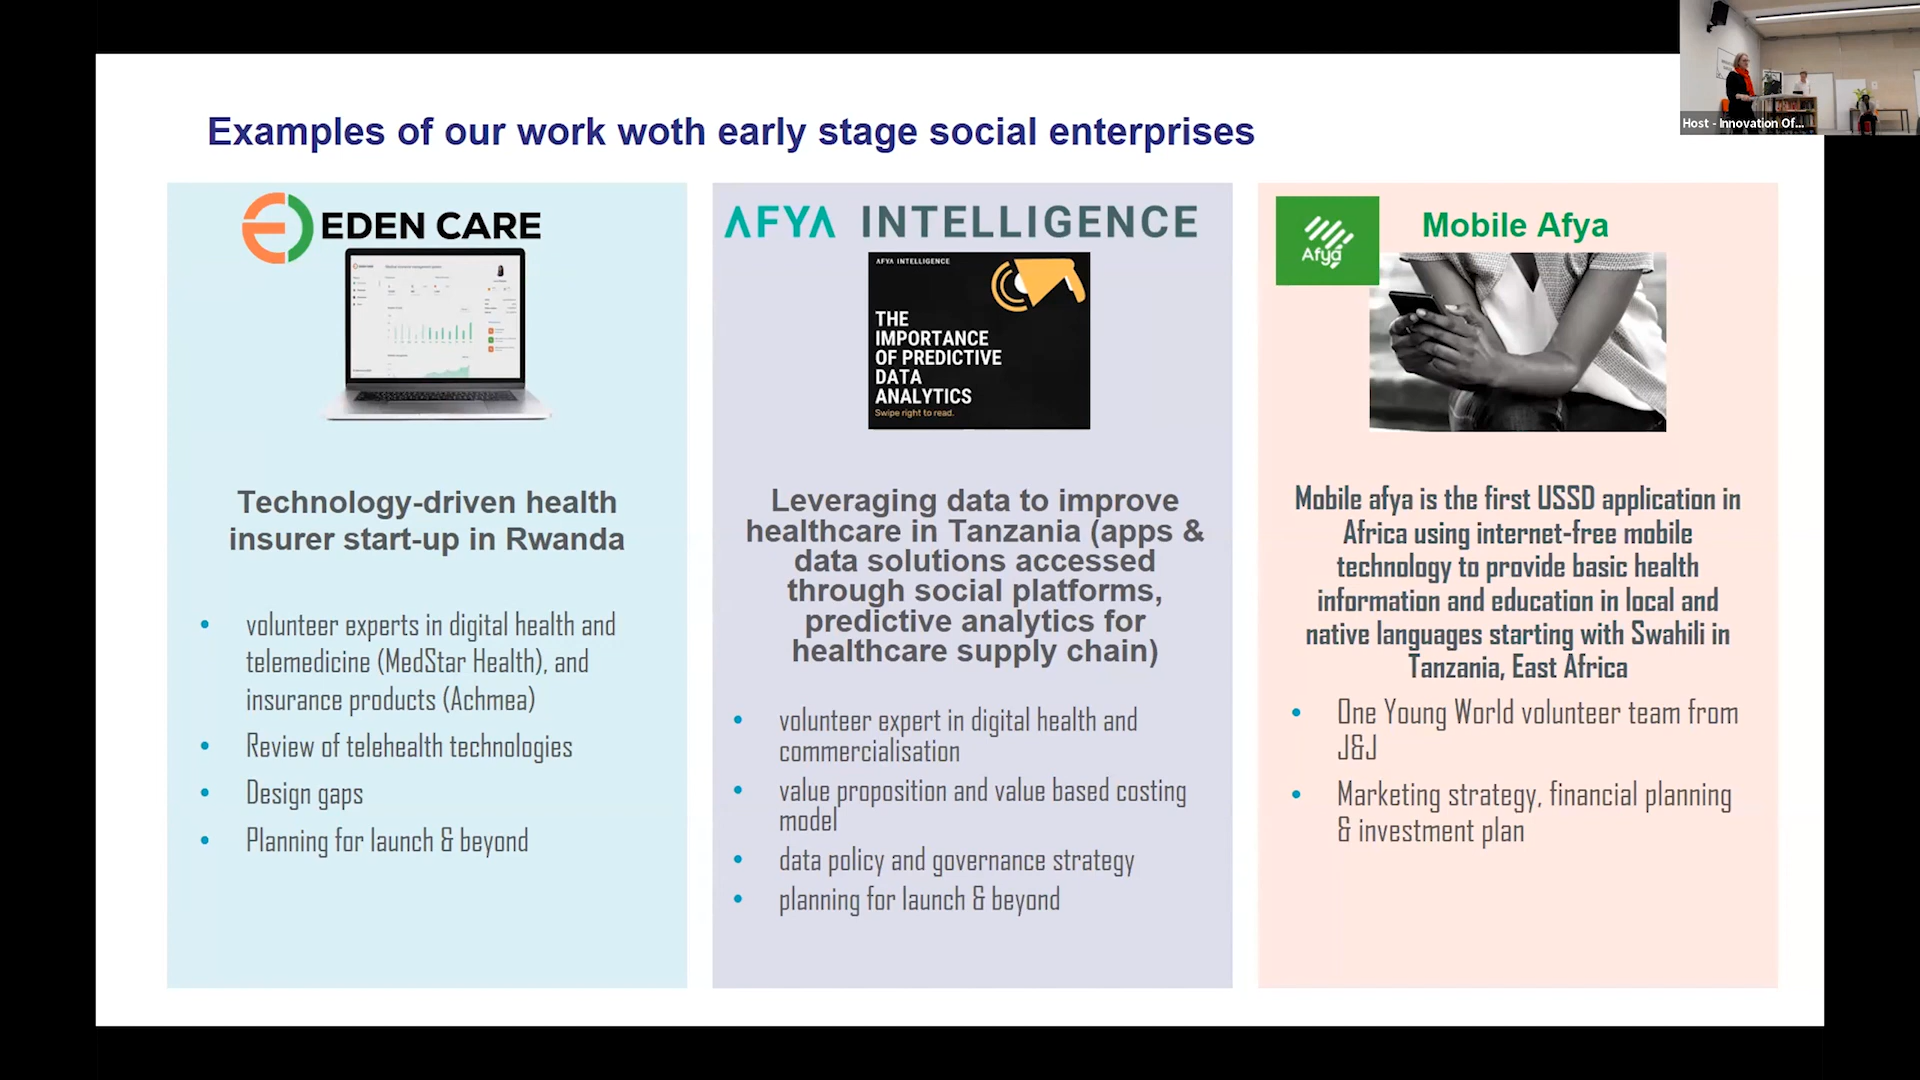 Examples of our work woth early stage social enterprises
Host - Innovation Of...
EDEN CARE
Technology-driven health
insurer start-up in Rwanda
• volunteer experts in digital health and
telemedicine (MedStar Health), and
insurance products (Achmea)
• Review of telehealth technologies
• Design gaps
• Planning for launch & beyond
AFYA INTELLIGENCE
AFYA INTELLIGENCE
THE
IMPORTANCE
OF PREDICTIVE
DATA
ANALYTICS
Swipe right to read.
Leveraging data to improve
healthcare in Tanzania (apps &
data solutions accessed
through social platforms,
predictive analytics for
healthcare supply chain)
• volunteer expert in digital health and
commercialisation
• value proposition and value based costing
model
• data policy and governance strategy
• planning for launch & beyond
Afya
Mobile Afya
Mobile afya is the first USSD application in
Africa using internet-free mobile
technology to provide basic health
information and education in local and
native languages starting with Swahili in
Tanzania, East Africa
• One Young World volunteer team from
J&J
• Marketing strategy, financial planning
& investment plan